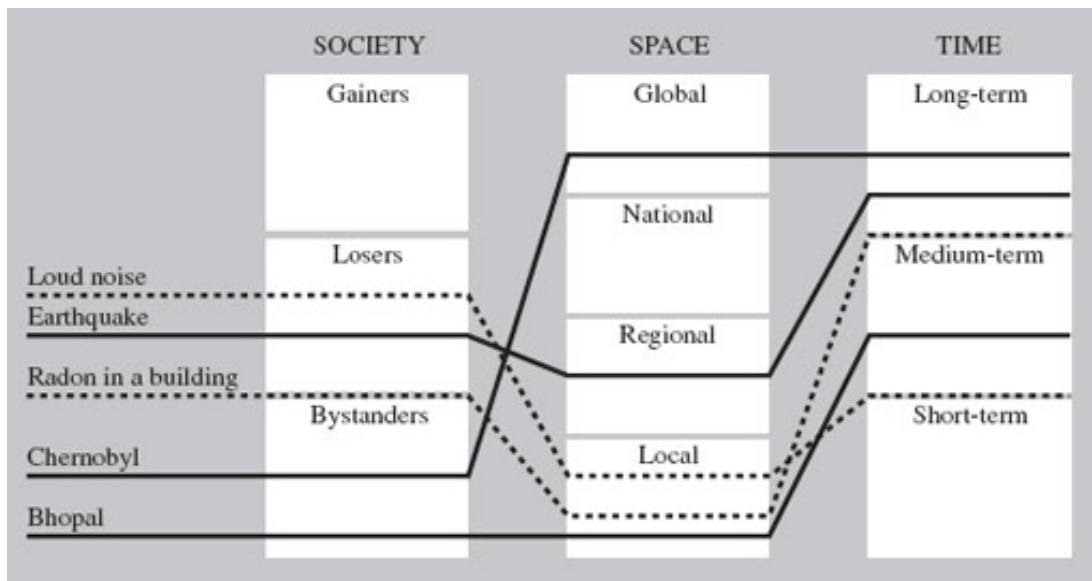 SOCIETY
SPACE
TIME
Gainers
Global
Long-term
National
Losers
Medium-term
Loud noise
Earthquake
Regional
Radon in a building
Bystanders
Short-term
Chernobyl
Local
Bhopal